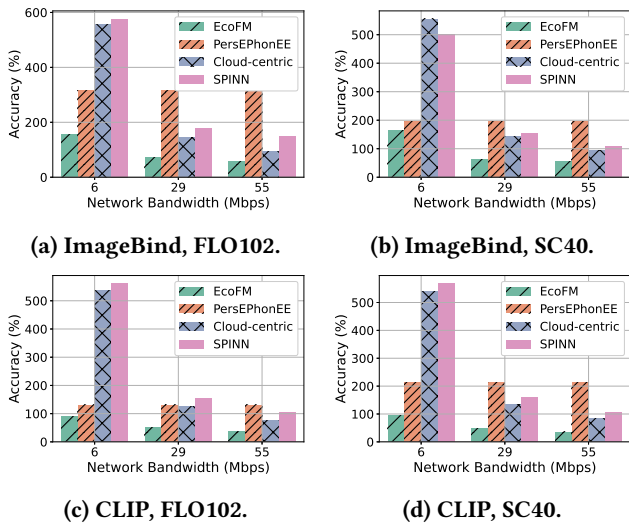 600
400
200
0
Accuracy (%)
EcoFM
PersEPhonEE
Cloud-centric
SPINN
6 29 55
Network Bandwidth (Mbps)
(a) ImageBind, FLO102.
500
400
300
200
100
0
Accuracy (%)
EcoFM
PersEPhonEE
Cloud-centric
SPINN
6 29 55
Network Bandwidth (Mbps)
(b) ImageBind, SC40.
500
400
300
200
100
0
Accuracy (%)
EcoFM
PersEPhonEE
Cloud-centric
SPINN
6 29 55
Network Bandwidth (Mbps)
(c) CLIP, FLO102.
500
400
300
200
100
0
Accuracy (%)
EcoFM
PersEPhonEE
Cloud-centric
SPINN
6 29 55
Network Bandwidth (Mbps)
(d) CLIP, SC40.